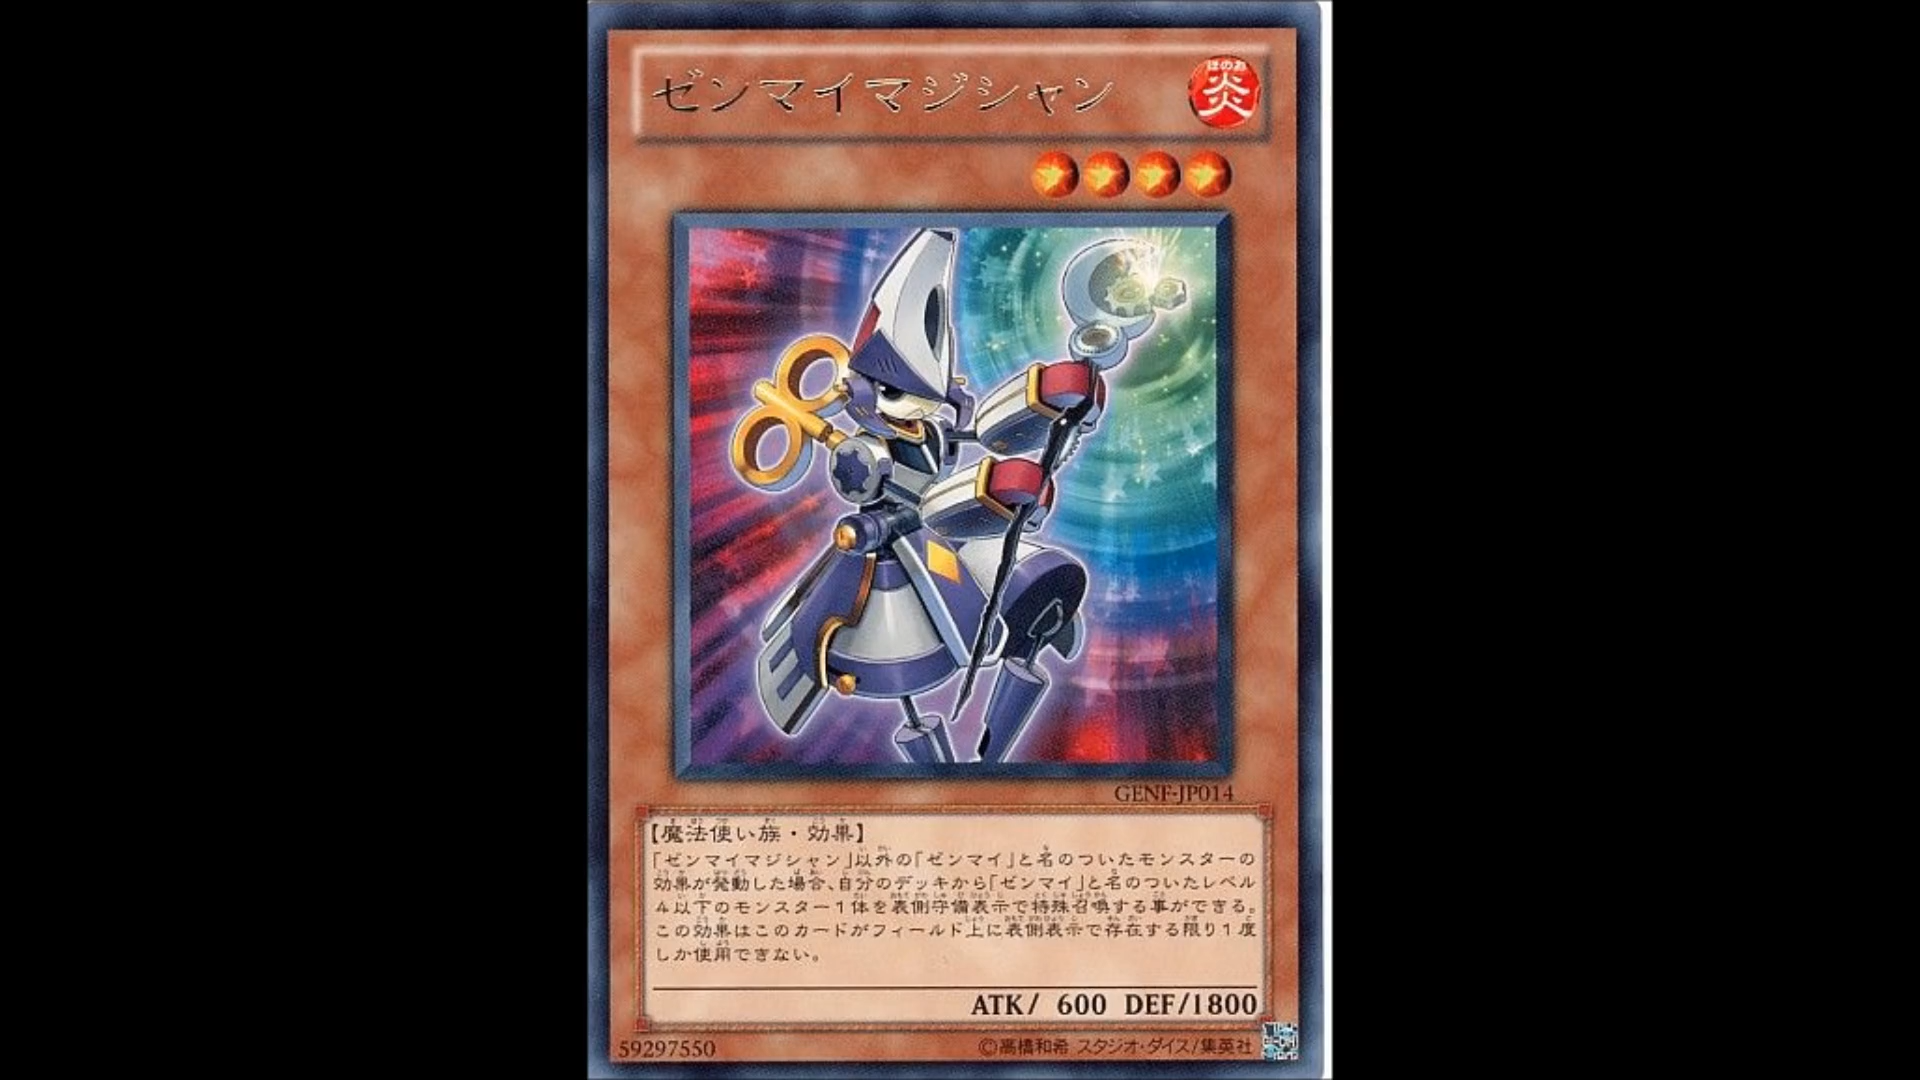 ゼンマイマジシャン
ほのお
炎
GENF-JP014
【魔法使い族・効果】
「ゼンマイマジシャン」以外の「ゼンマイ」と名のついたモンスターの
効果が発動した場合、自分のデッキから「ゼンマイ」と名のついたレベル
4以下のモンスター1体を表側守備表示で特殊召喚する事ができる。
この効果はこのカードがフィールド上に表側表示で存在する限り1度
しか使用できない。
ATK/ 600 DEF/1800
59297550
©高橋和希 スタジオ・ダイス/集英社